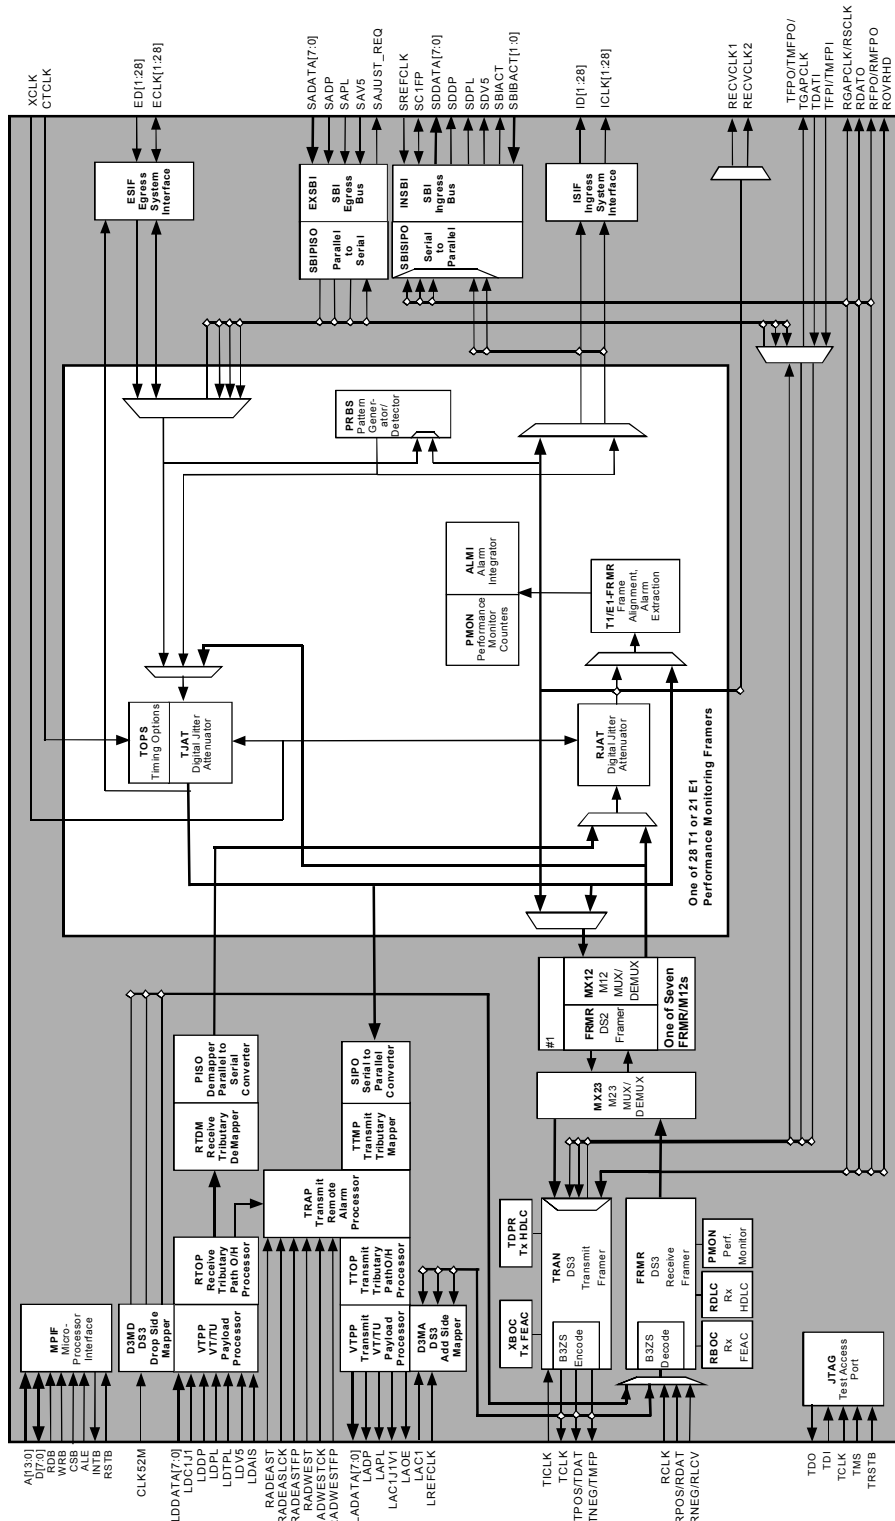 XCLK
CTCLK
ED[1:28]
ECLK[1:28]
SADATA[7:0]
SADP
SAPL
SAV5
SAJUST_REQ
SREFCLK
SC1FP
SDDATA[7:0]
SDDP
SDPL
SDV5
SBIACT
SBIBACT[1:0]
ID[1:28]
ICLK[1:28]
RECVCLK1
RECVCLK2
TFPO/TMFPO/
TGAPCLK
TDATI
TFPI/TMFPI
RGAPCLK/RSCLK
RDATO
RFPO/RMFPO
ROVRHD
ESIF
Egress
System
Interface
EXSBI
SBI
Egress
Bus
SBIPISO
Parallel
to
Serial
INSBI
SBI
Ingress
Bus
SBISIPO
Serial
to
Parallel
ISIF
Ingress
System
Interface
PRBS
Pattern
Gener-
ator/
Detector
ALMI
Alarm
Integrator
PMON
Performance
Monitor
Counters
T1/E1-FRMR
Frame
Alignment,
Alarm
Extraction
TOPS
Timing Options
TJAT
Digital Jitter
Attenuator
RJAT
Digital Jitter
Attenuator
One of 28 T1 or 21 E1
Performance Monitoring Framers
PISO
Demapper
Parallel to
Serial
Converter
RTDM
Receive
Tributary
DeMapper
SIPO
Serial to
Parallel
Converter
TTMP
Transmit
Tributary
Mapper
TRAP
Transmit
Remote
Alarm
Processor
#1
MX12
M12
MUX/
DEMUX
FRMR
DS2
Framer
One of Seven
FRMR/M12s
MX23
M23
MUX/
DEMUX
MPIF
Micro-
Processor
Interface
D3MD
DS3
Drop Side
Mapper
RTOP
Receive
Tributary
Path O/H
Processor
VTPP
VT/TU
Payload
Processor
TTOP
Transmit
Tributary
PathO/H
Processor
VTPP
Transmit
VT/TU
Payload
Processor
D3MA
DS3
Add Side
Mapper
TDPR
Tx HDLC
XBOC
Tx FEAC
TRAN
DS3
Transmit
Framer
B3ZS
Encode
FRMR
DS3
Receive
Framer
B3ZS
Decode
PMON
Perf.
Monitor
RDLC
Rx
HDLC
RBOC
Rx
FEAC
JTAG
Test Access
Port
A[13:0]
D[7:0]
RDB
WRB
CSB
ALE
INTB
RSTB
CLK52M
LDDATA[7:0]
LDC1J1
LDDP
LDPL
LDTPL
LDV5
LDAIS
RADEAST
RADEASLCK
RADEASTFP
RADWEST
RADWESTCK
RADWESTFP
LADATA[7:0]
LADP
LAPL
LAC1J1V1
LAOE
LAC1
LREFCLK
TICLK
TCLK
TPOS/TDAT
TNEG/TMFP
RCLK
RPOS/RDAT
RNEG/RLCV
TDO
TDI
TCLK
TMS
TRSTB